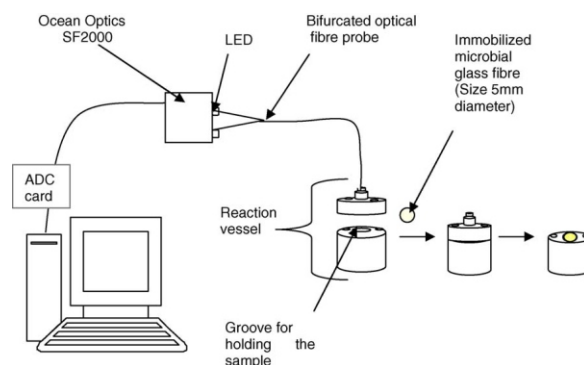 Ocean Optics
SF2000
LED
Bifurcated optical
fibre probe
Immobilized
microbial
glass fibre
(Size 5mm
diameter)
ADC
card
Reaction
vessel
Groove for
holding the
sample